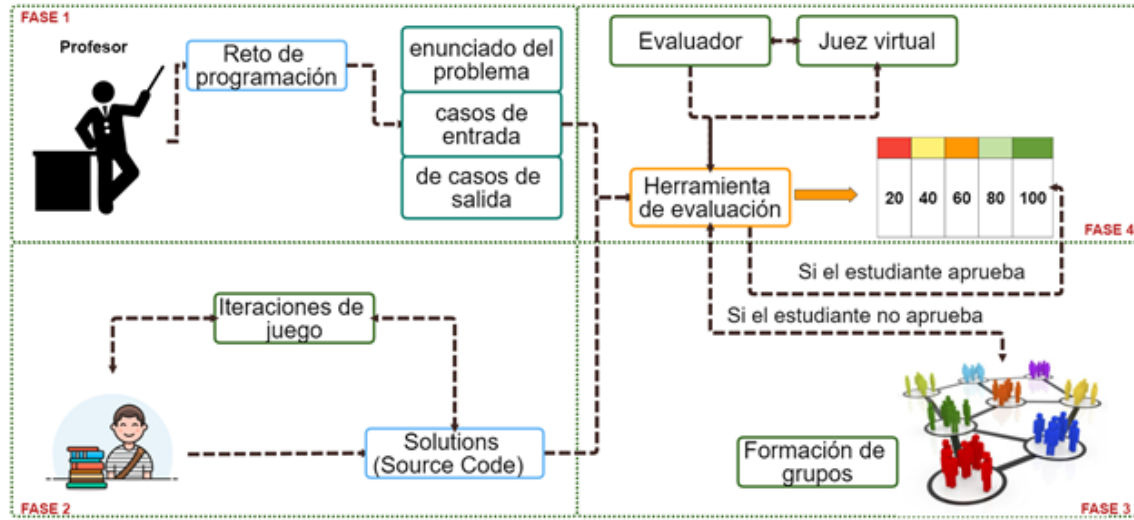 FASE 1
Profesor
Reto de
programación
enunciado del
problema
casos de
entrada
de casos de
salida
Evaluador
Juez virtual
Herramienta
de evaluación
20 40 60 80 100
FASE 4
Iteraciones de
juego
Solutions
(Source Code)
FASE 2
Si el estudiante aprueba
Si el estudiante no aprueba
Formación de
grupos
FASE 3